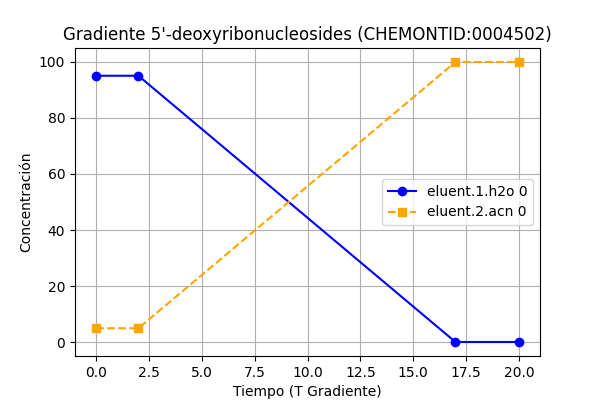 Gradiente 5'-deoxyribonucleosides (CHEMONTID:0004502)
100
80
60
40
20
0
Concentración
eluent.1.h2o 0
eluent.2.acn 0
0.0 2.5 5.0 7.5 10.0 12.5 15.0 17.5 20.0
Tiempo (T Gradiente)